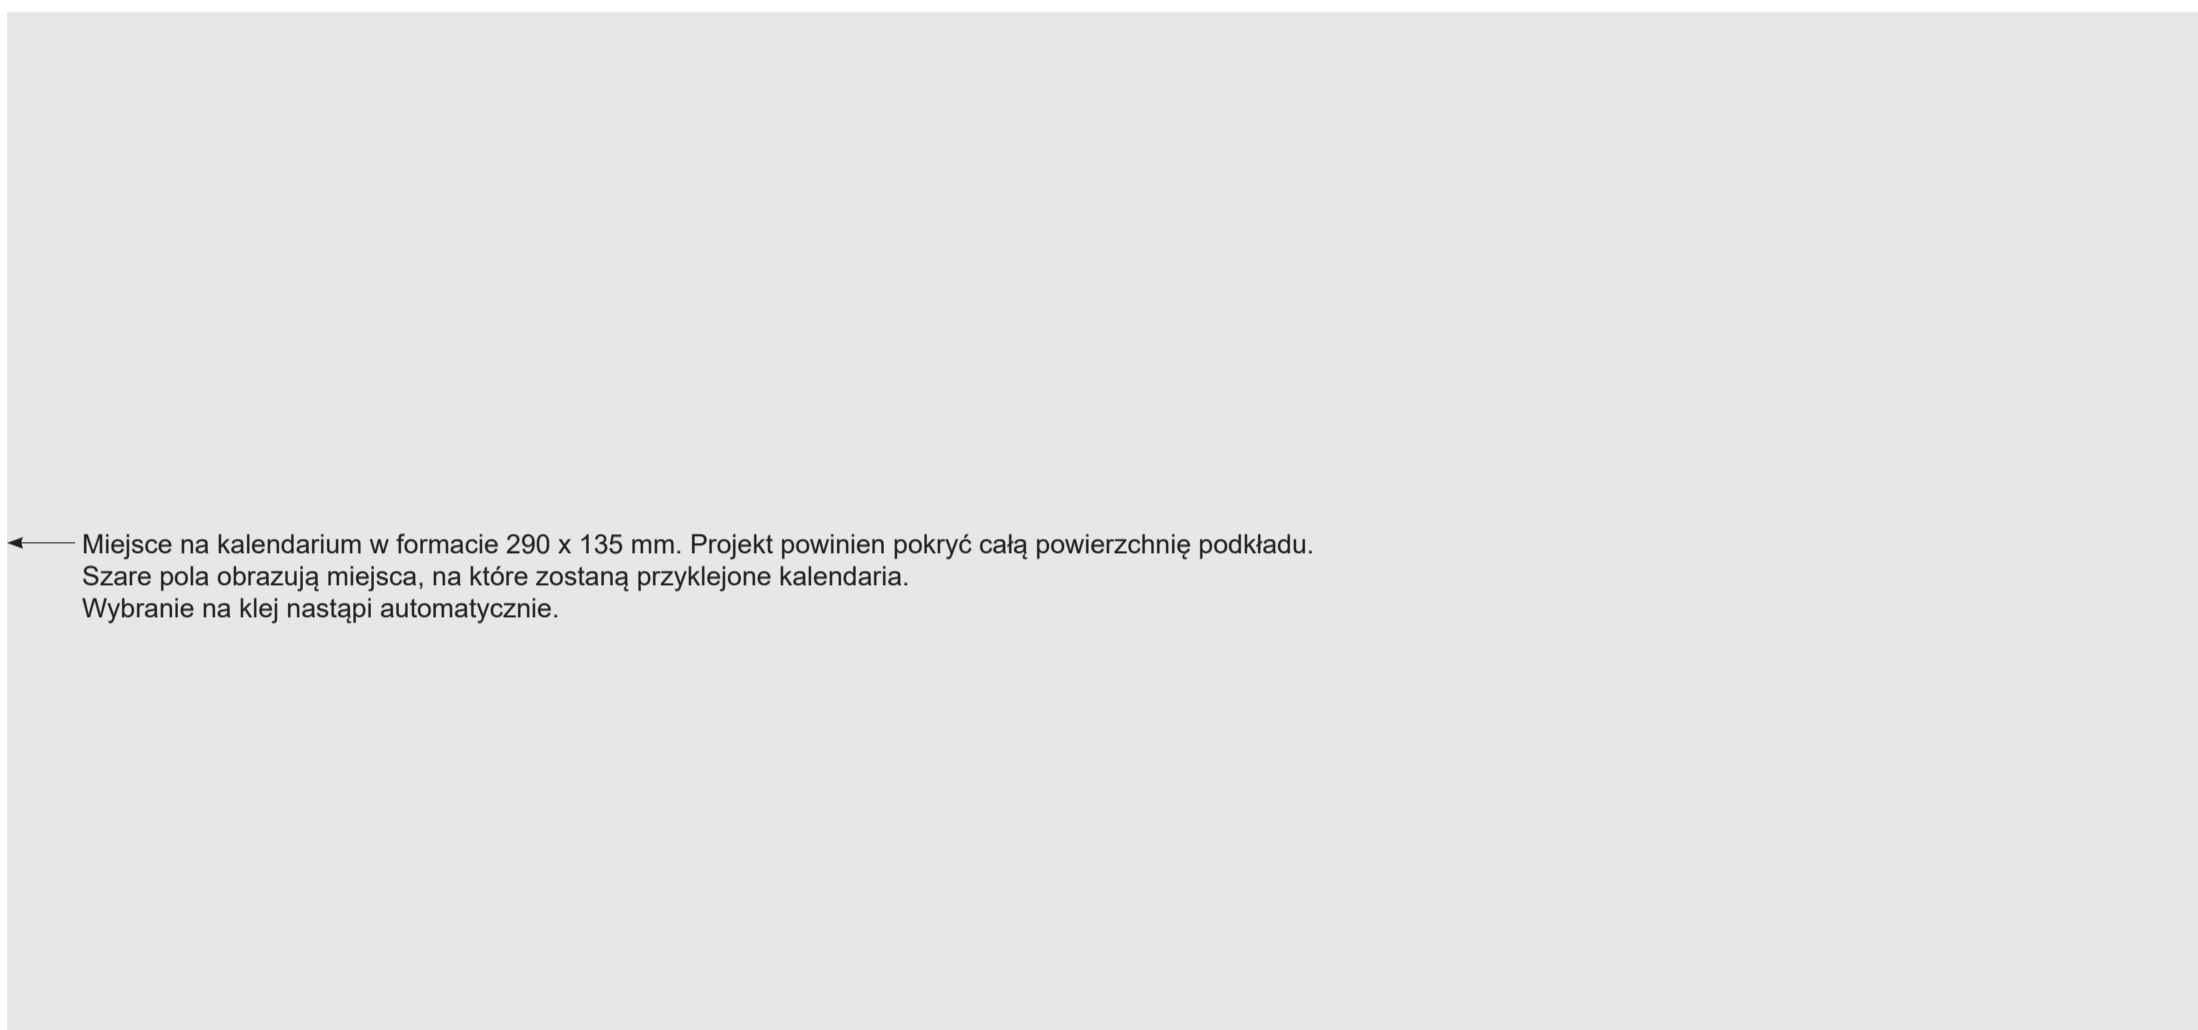 Miejsce na kalendarium w formacie 290 x 135 mm. Projekt powinien pokryć całą powierzchnię podkładu.
Szare pola obrazują miejsca, na które zostaną przyklejone kalendaria.
Wybranie na klej nastąpi automatycznie.